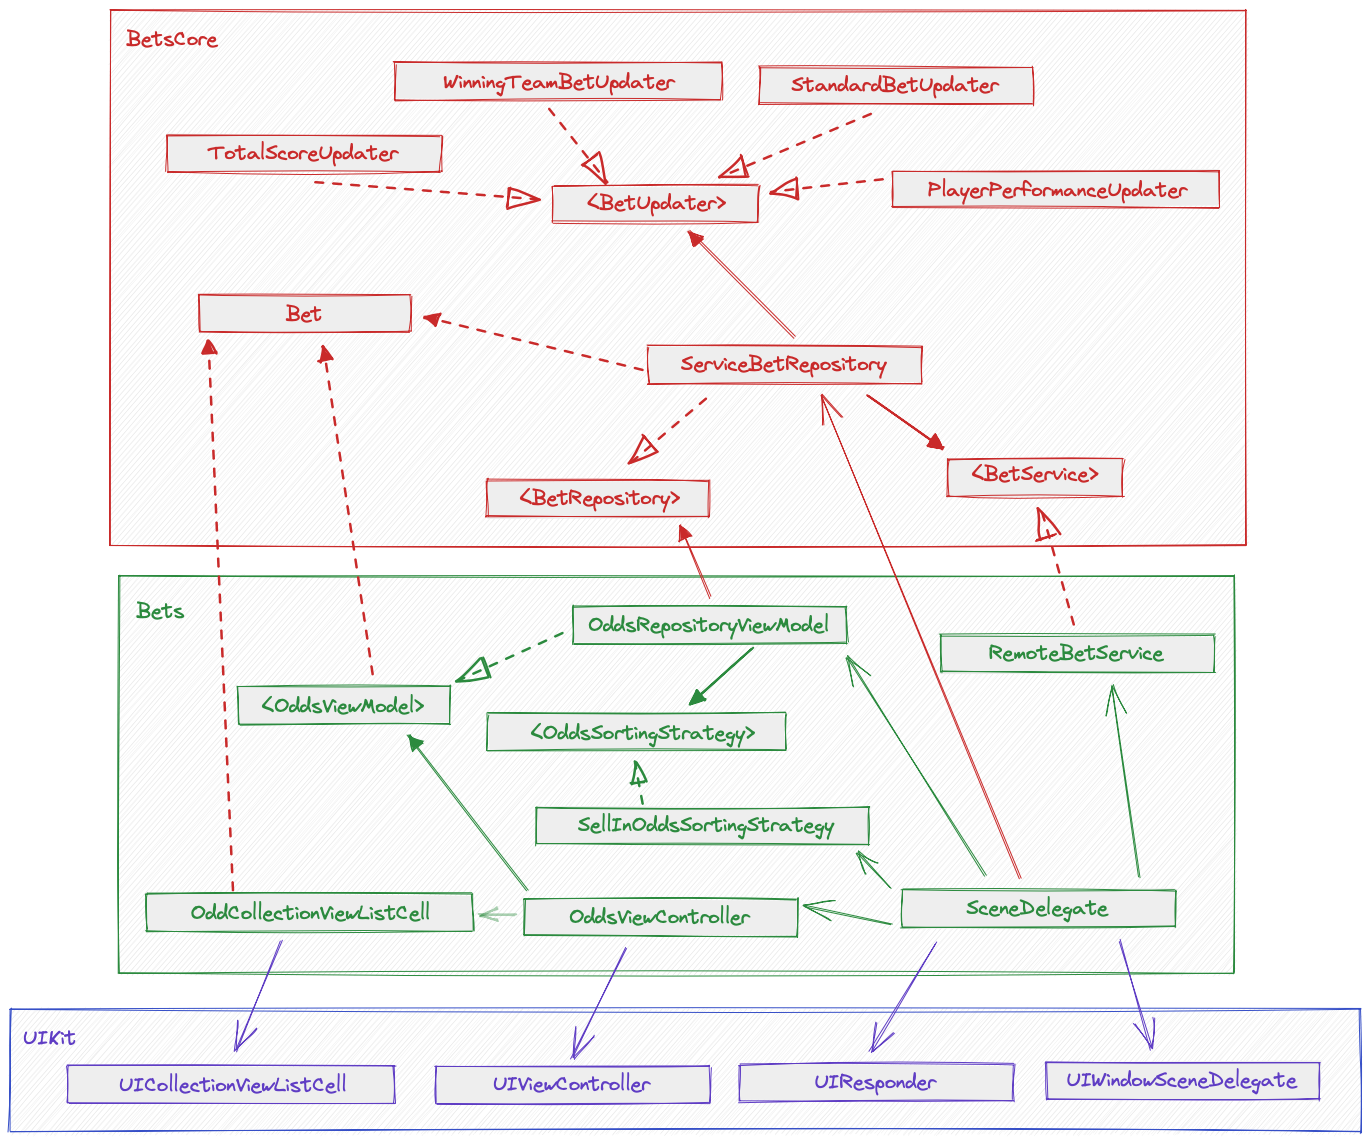 BetsCore
WinningTeamBetUpdater
StandardBetUpdater
TotalScoreUpdater
<BetUpdater>
PlayerPerformanceUpdater
Bet
ServiceBetRepository
<BetRepository>
<BetService>
Bets
OddsRepositoryViewModel
RemoteBetService
<OddsViewModel>
<OddsSortingStrategy>
SellInOddsSortingStrategy
OddCollectionViewListCell
OddsViewController
SceneDelegate
UIKit
UICollectionViewListCell
UIViewController
UIResponder
UIWindowSceneDelegate